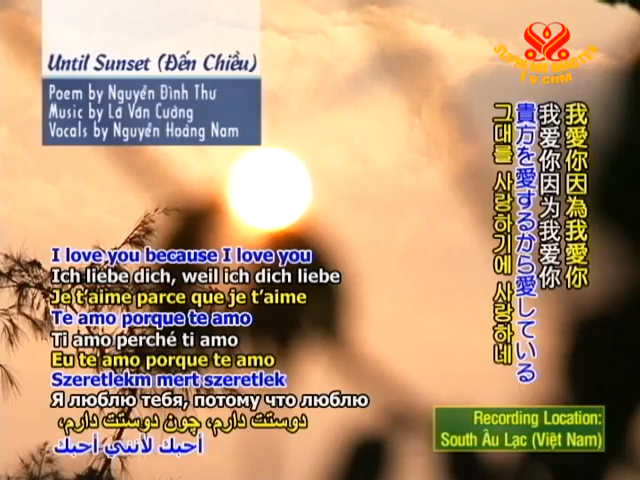 Until Sunset (Đến Chiều)
Poem by Nguyễn Đình Thư
Music by Lã Văn Cường
Vocals by Nguyễn Hoàng Nam
SUPREME MASTER
TV.COM
我愛你因為我愛你
我爱你因为我爱你
貴方を愛するから愛している
그대를 사랑하기에 사랑하네
I love you because I love you
Ich liebe dich, weil ich dich liebe
Je t'aime parce que je t'aime
Te amo porque te amo
Ti amo perché ti amo
Eu te amo porque te amo
Szeretlekm mert szeretlek
Я люблю тебя, потому что люблю
دوستت دارم، چون دوستت دارم،
أحبك لأنني أحبك
Recording Location:
South Âu Lạc (Việt Nam)